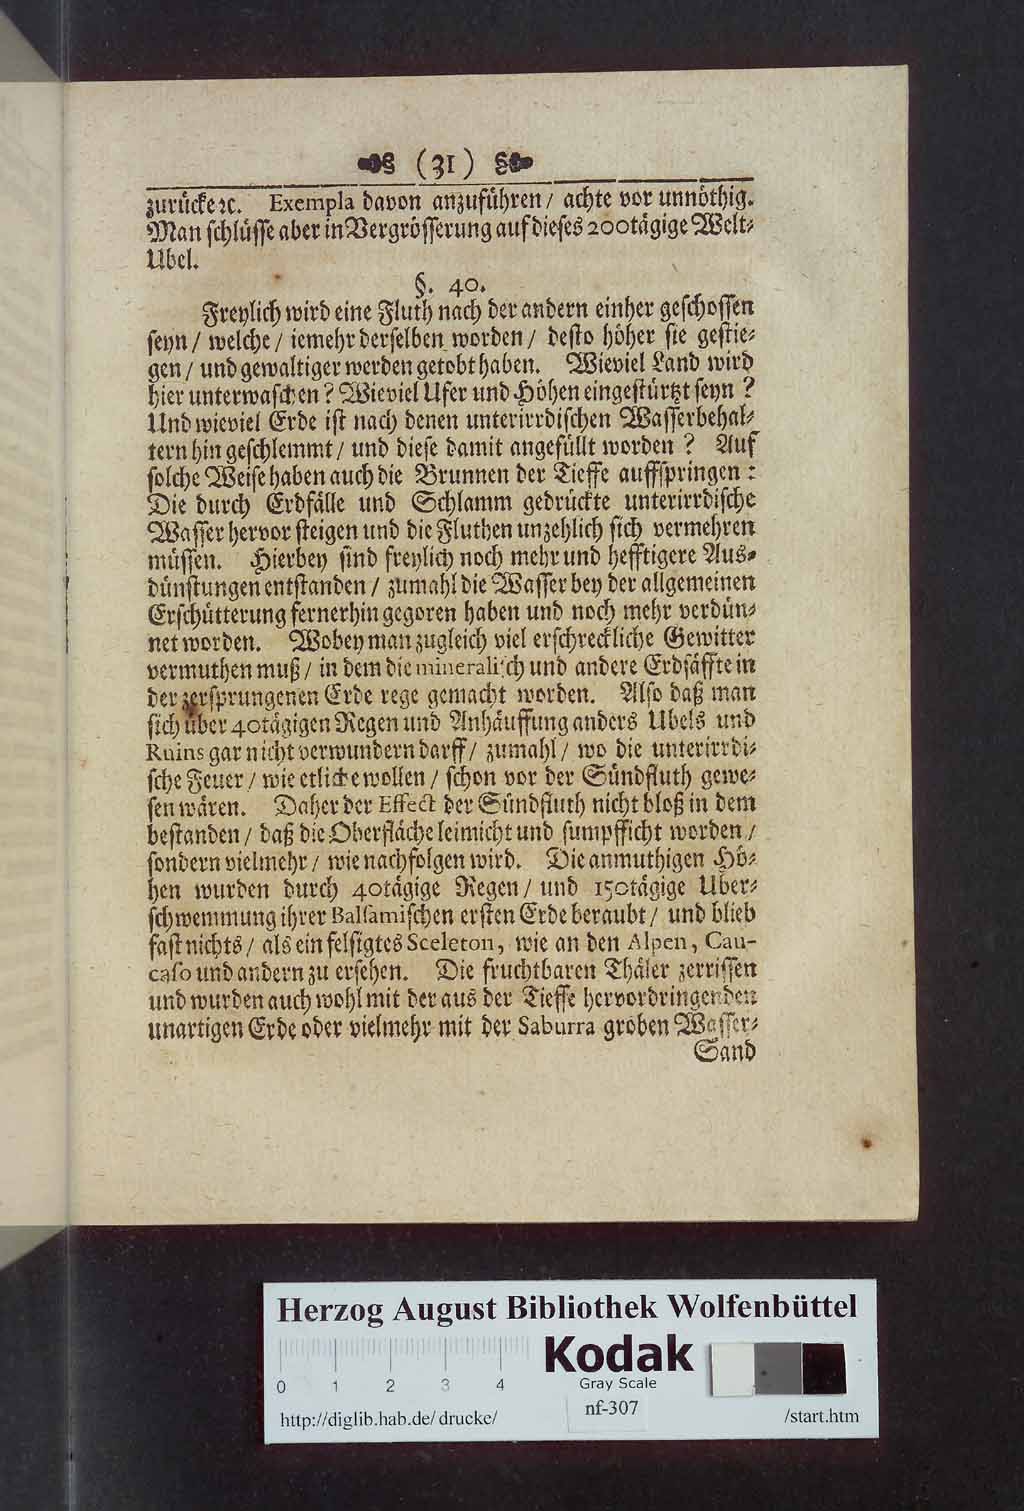 (31)
zurücke ꝛc. Exempla davon anzuführen / achte vor unnöthig.
Man schlüsse aber in Vergrösserung auf dieses 200tägige Welt-
Ubel.
§. 40.
Freylich wird eine Fluth nach der andern einher geschossen
seyn / welche / iemehr derselben worden / desto höher sie gestie-
gen / und gewaltiger werden getobt haben. Wieviel Land wird
hier unterwaschen? Wieviel Ufer und Höhen eingestürtzt seyn?
Und wieviel Erde ist nach denen unterirrdischen Wasserbehal-
tern hin geschlemmt / und diese damit angefüllt worden? Auf
solche Weise haben auch die Brunnen der Tieffe auffspringen:
Die durch Erdfälle und Schlamm gedrückte unterirrdische
Wasser hervor steigen und die Fluthen unzehlich sich vermehren
müssen. Hierbey sind freylich noch mehr und hefftigere Aus-
dünstungen entstanden / zumahl die Wasser bey der allgemeinen
Erschütterung fernerhin gegoren haben und noch mehr verdün-
net worden. Wobey man zugleich viel erschreckliche Gewitter
vermuthen muß / in dem die mineralisch und andere Erdsäffte in
der zersprungenen Erde rege gemacht worden. Also daß man
sich über 40tägigen Regen und Anhäuffung anders Ubels und
Ruins gar nicht verwundern darff / zumahl / wo die unterirrdi-
sche Feuer / wie etliche wollen / schon vor der Sündfluth gewe-
sen wären. Daher der Effect der Sündfluth nicht bloß in dem
bestanden / daß die Oberfläche leimicht und sumpfficht worden /
sondern vielmehr / wie nachfolgen wird. Die anmuthigen Hö-
hen wurden durch 40tägige Regen / und 150tägige Uber-
schwemmung ihrer Balsamischen ersten Erde beraubt / und blieb
fast nichts / als ein felsigtes Sceleton, wie an den Alpen, Cau-
caso und andern zu ersehen. Die fruchtbaren Thäler zerrissen
und wurden auch wohl mit der aus der Tieffe hervordringenden
unartigen Erde oder vielmehr mit der Saburra groben Wasser-
Sand
Herzog August Bibliothek Wolfenbüttel
Kodak
Gray Scale
0 1 2 3 4
nf-307
http://diglib.hab.de/drucke/
/start.htm